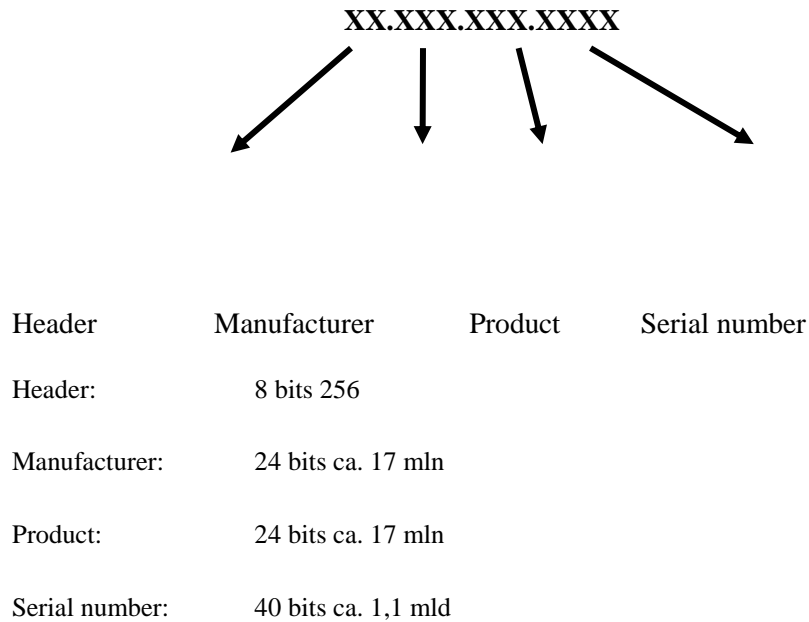 XX.XXX.XXX.XXXX
Header Manufacturer Product Serial number
Header: 8 bits 256
Manufacturer: 24 bits ca. 17 mln
Product: 24 bits ca. 17 mln
Serial number: 40 bits ca. 1,1 mld